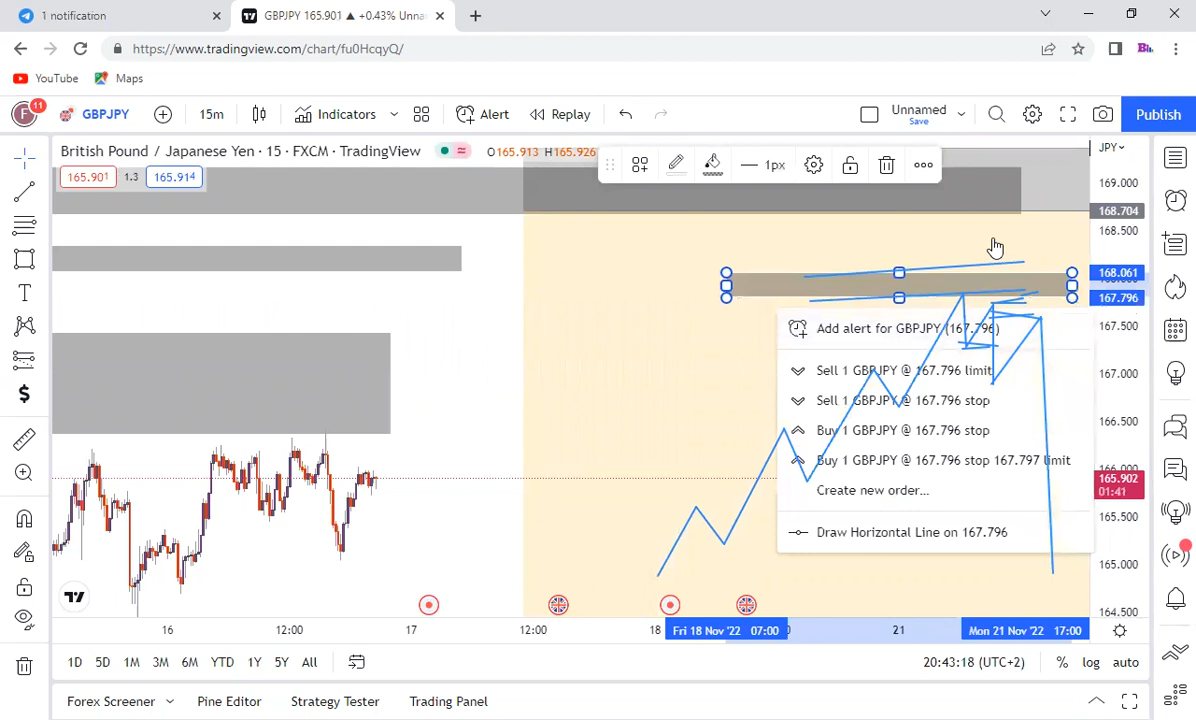 1 notification
GBPJPY 165.901 ▲ +0.43% Unna
https://www.tradingview.com/chart/fu0HcqyQ/
YouTube
Maps
F
11
GBPJPY
15m
Indicators
Alert
Replay
Unnamed
Save
Publish
British Pound / Japanese Yen · 15 · FXCM · TradingView
O165.913 H165.926
165.901
1.3
165.914
1px
JPY
169.000
168.704
168.500
168.061
167.796
167.500
167.000
166.500
166.000
165.902
01:41
165.500
165.000
164.500
Add alert for GBPJPY (167.796)
Sell 1 GBPJPY @ 167.796 limit
Sell 1 GBPJPY @ 167.796 stop
Buy 1 GBPJPY @ 167.796 stop
Buy 1 GBPJPY @ 167.796 stop 167.797 limit
Create new order...
Draw Horizontal Line on 167.796
16
12:00
17
12:00
18
Fri 18 Nov '22 07:00
21
Mon 21 Nov '22 17:00
1D
5D
1M
3M
6M
YTD
1Y
5Y
All
20:43:18 (UTC+2)
%
log
auto
Forex Screener
Pine Editor
Strategy Tester
Trading Panel